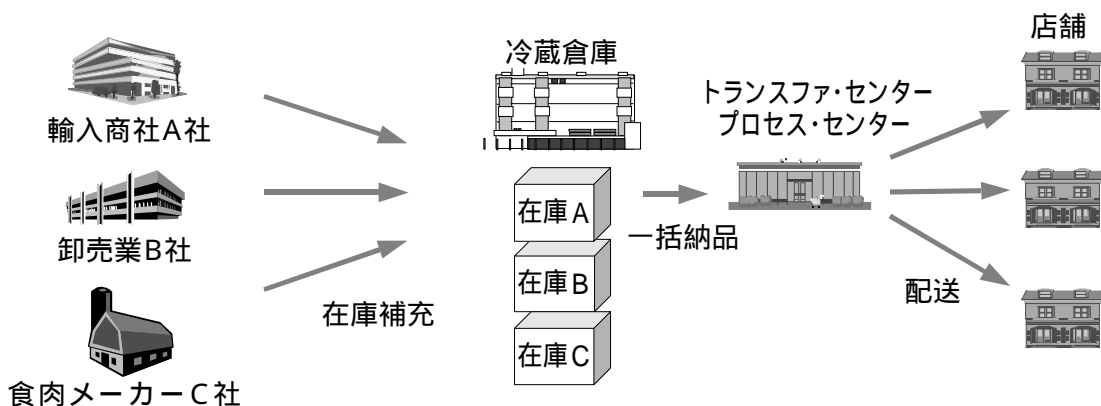 輸入商社A社
卸売業B社
食肉メーカーC社
在庫補充
冷蔵倉庫
在庫A
在庫B
在庫C
一括納品
トランスファ・センター
プロセス・センター
配送
店舗